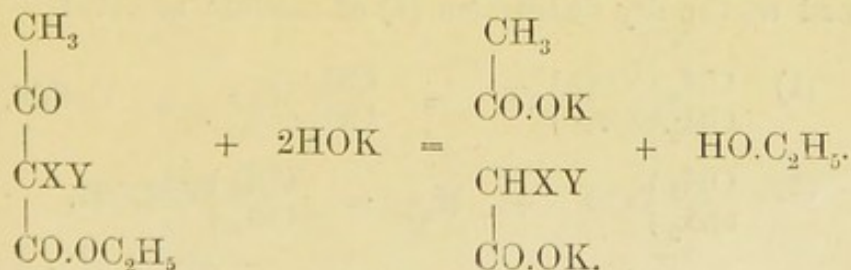 CH₃ CH₃
| |
CO CO.OK
| + 2HOK = + HO.C₂H₅.
CXY CHXY
| |
CO.OC₂H₅ CO.OK.